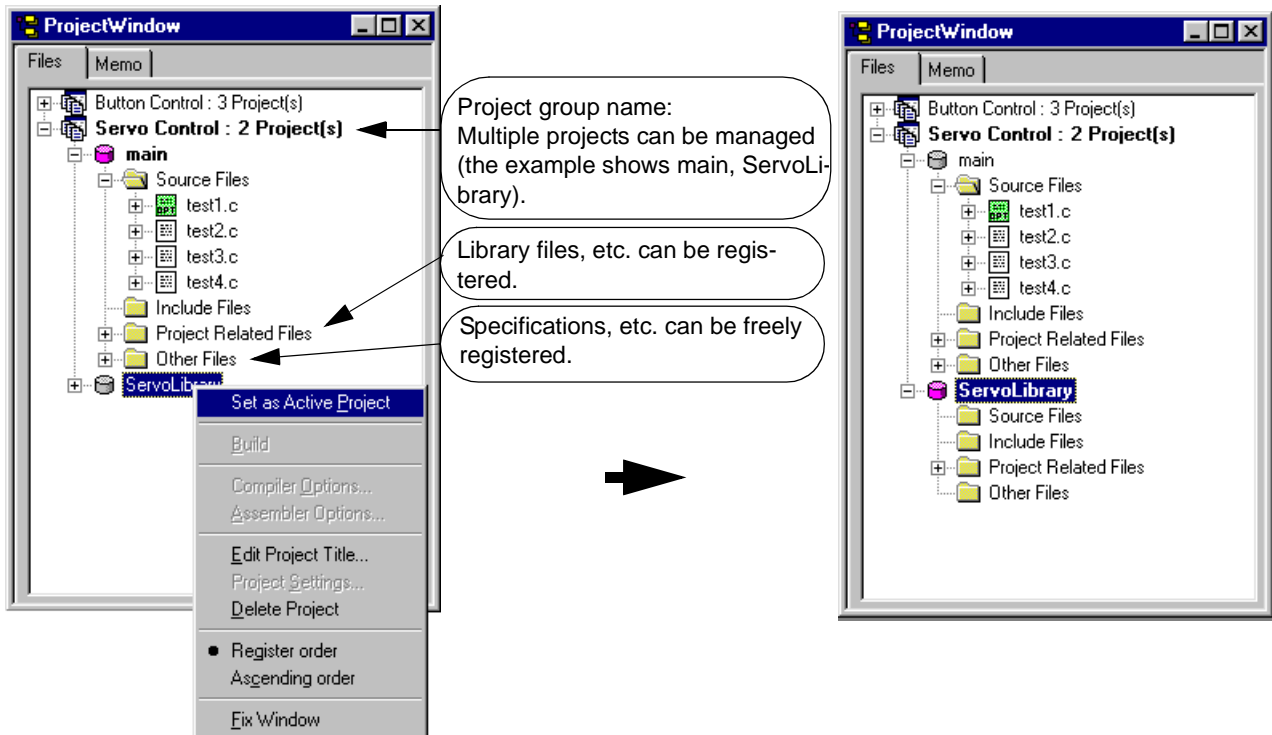 ProjectWindow
Files
Memo
Button Control : 3 Project(s)
Servo Control : 2 Project(s)
main
Source Files
test1.c
test2.c
test3.c
test4.c
Include Files
Project Related Files
Other Files
ServoLibrary
Set as Active Project
Build
Compiler Options...
Assembler Options...
Edit Project Title...
Project Settings...
Delete Project
Register order
Ascending order
Fix Window
Project group name:
Multiple projects can be managed
(the example shows main, ServoLi-
brary).
Library files, etc. can be regis-
tered.
Specifications, etc. can be freely
registered.
ProjectWindow
Files
Memo
Button Control : 3 Project(s)
Servo Control : 2 Project(s)
main
Source Files
OPT test1.c
test2.c
test3.c
test4.c
Include Files
Project Related Files
Other Files
ServoLibrary
Source Files
Include Files
Project Related Files
Other Files